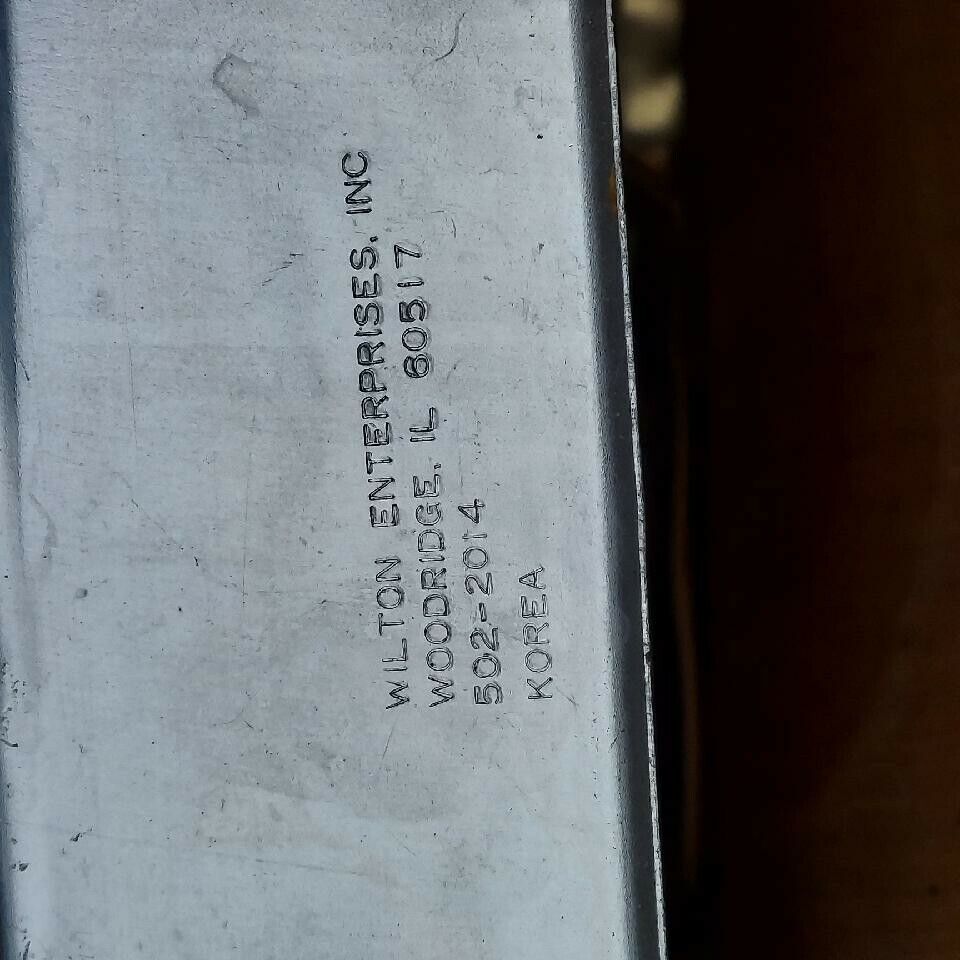 WILTON ENTERPRISES, INC
WOODRIDGE, IL 60517
502-2014
KOREA